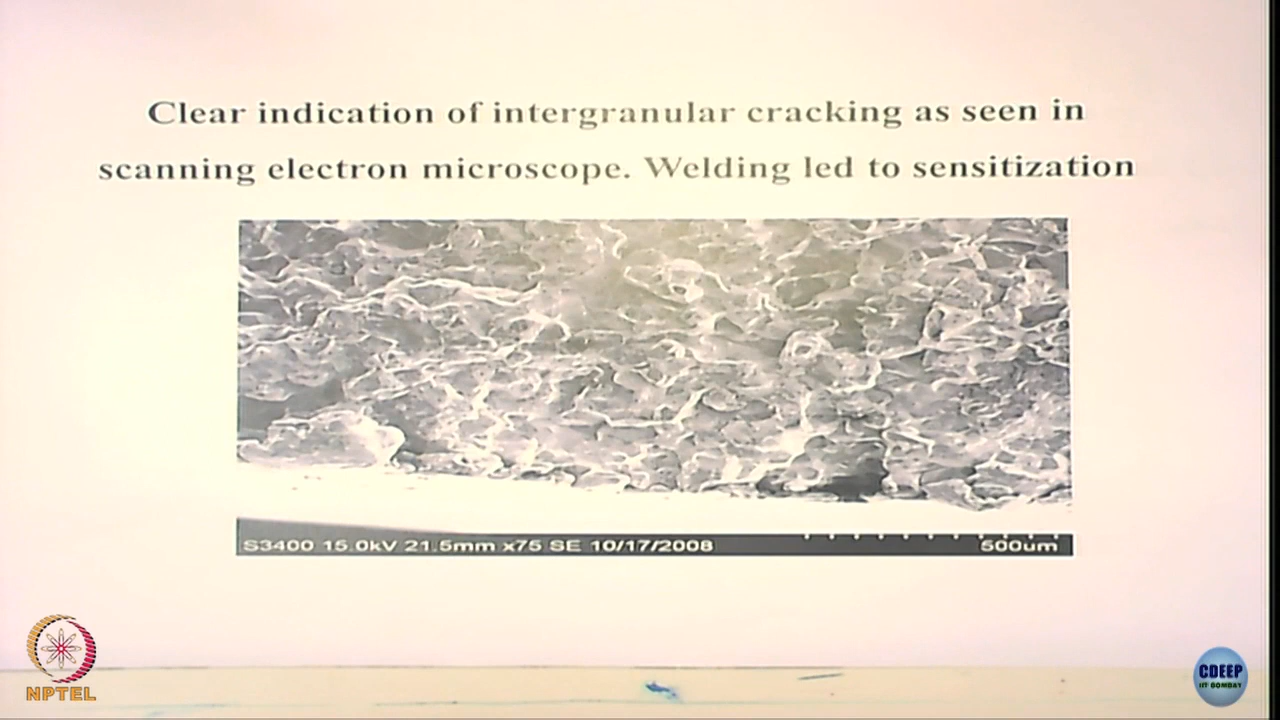 Clear indication of intergranular cracking as seen in
scanning electron microscope. Welding led to sensitization
S3400 15.0kV 21.5mm x75 SE 10/17/2008
500um
NPTEL
CDEEP
IIT BOMBAY